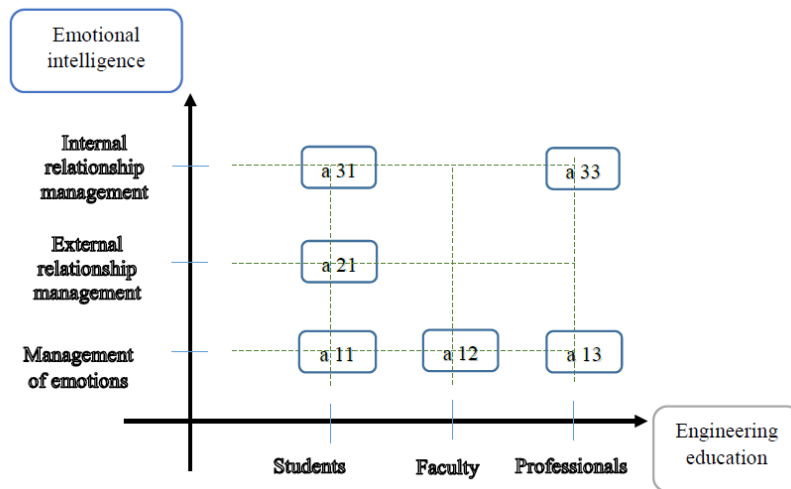 Emotional
intelligence
Internal
relationship
management
a 31
a 33
External
relationship
management
a 21
Management
of emotions
a 11
a 12
a 13
Students
Faculty
Professionals
Engineering
education